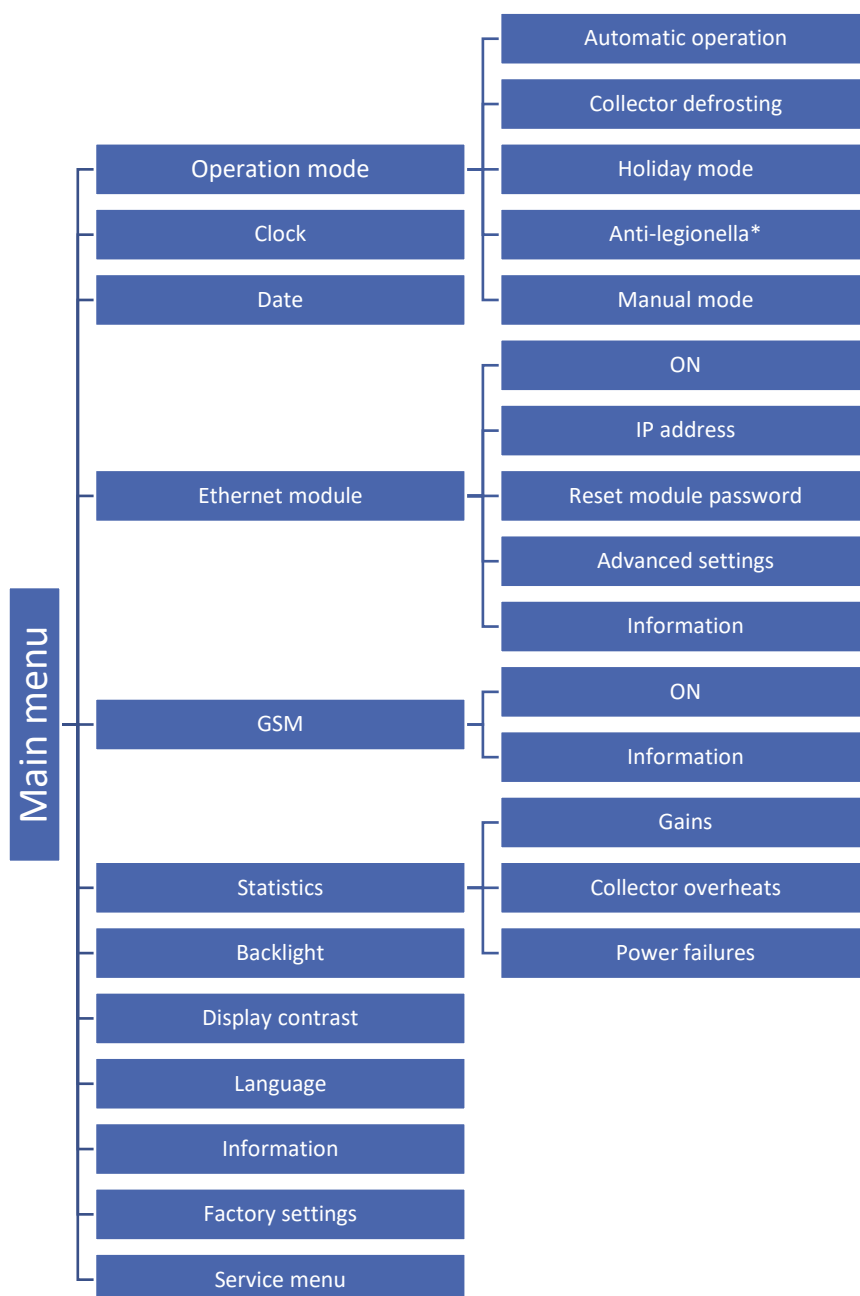 Main menu
Operation mode
Automatic operation
Collector defrosting
Holiday mode
Anti-legionella*
Manual mode
Clock
Date
Ethernet module
ON
IP address
Reset module password
Advanced settings
Information
GSM
ON
Information
Statistics
Gains
Collector overheats
Power failures
Backlight
Display contrast
Language
Information
Factory settings
Service menu